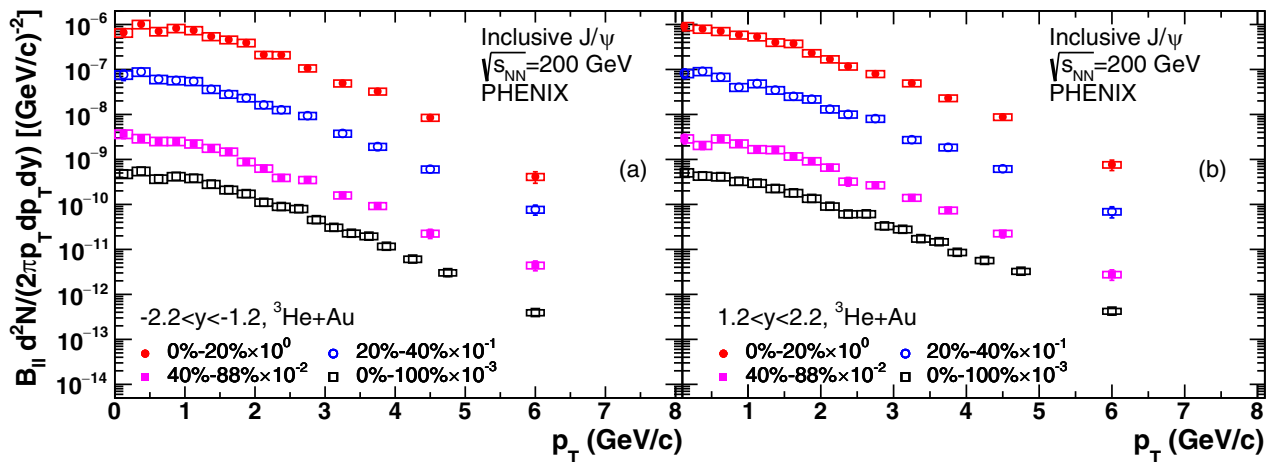 B_ll d²N/(2πp_T dp_T dy) [(GeV/c)⁻²]
10⁻⁶
10⁻⁷
10⁻⁸
10⁻⁹
10⁻¹⁰
10⁻¹¹
10⁻¹²
10⁻¹³
10⁻¹⁴
Inclusive J/ψ
√s_NN=200 GeV
PHENIX
(a)
-2.2<y<-1.2, ³He+Au
0%-20%×10⁰
20%-40%×10⁻¹
40%-88%×10⁻²
0%-100%×10⁻³
0 1 2 3 4 5 6 7 8
p_T (GeV/c)
Inclusive J/ψ
√s_NN=200 GeV
PHENIX
(b)
1.2<y<2.2, ³He+Au
0%-20%×10⁰
20%-40%×10⁻¹
40%-88%×10⁻²
0%-100%×10⁻³
1 2 3 4 5 6 7 8
p_T (GeV/c)